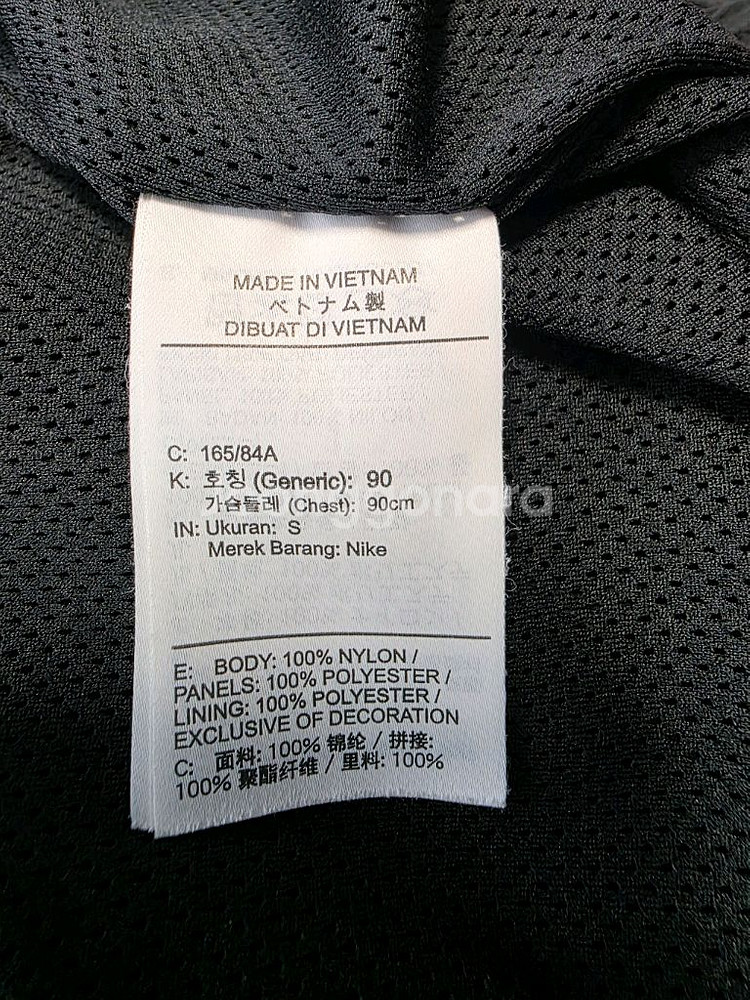 MADE IN VIETNAM
ベトナム製
DIBUAT DI VIETNAM
C: 165/84A
K: 호칭 (Generic): 90
가슴둘레 (Chest): 90cm
IN: Ukuran: S
Merek Barang: Nike
E: BODY: 100% NYLON /
PANELS: 100% POLYESTER /
LINING: 100% POLYESTER /
EXCLUSIVE OF DECORATION
C: 面料: 100% 锦纶 / 拼接:
100% 聚酯纤维 / 里料: 100%